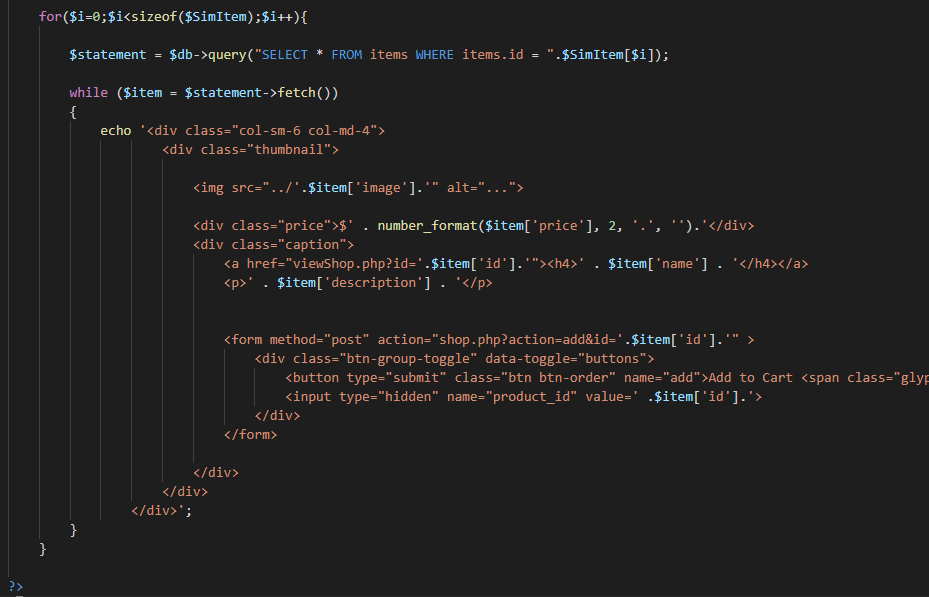 for($i=0;$i<sizeof($SimItem);$i++){
$statement = $db->query("SELECT * FROM items WHERE items.id = ".$SimItem[$i]);
while ($item = $statement->fetch())
{
echo '<div class="col-sm-6 col-md-4">
<div class="thumbnail">
<img src="../'.$item['image'].'" alt="...">
<div class="price">$' . number_format($item['price'], 2, '.', '').'</div>
<div class="caption">
<a href="viewShop.php?id='.$item['id'].'"><h4>' . $item['name'] . '</h4></a>
<p>' . $item['description'] . '</p>
<form method="post" action="shop.php?action=add&id='.$item['id'].'" >
<div class="btn-group-toggle" data-toggle="buttons">
<button type="submit" class="btn btn-order" name="add">Add to Cart <span class="glyp
<input type="hidden" name="product_id" value=' .$item['id'].'>
</div>
</form>
</div>
</div>
</div>';
}
}
?>